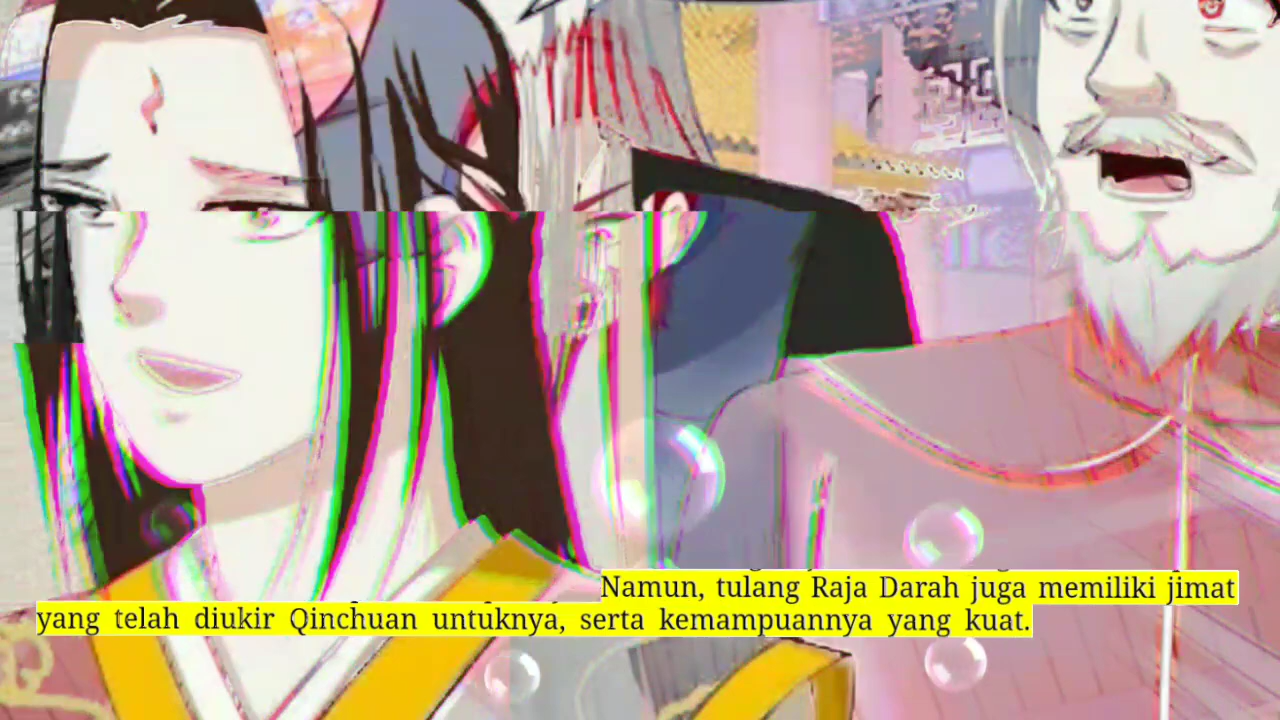 Namun, tulang Raja Darah juga memiliki jimat
yang telah diukir Qinchuan untuknya, serta kemampuannya yang kuat.